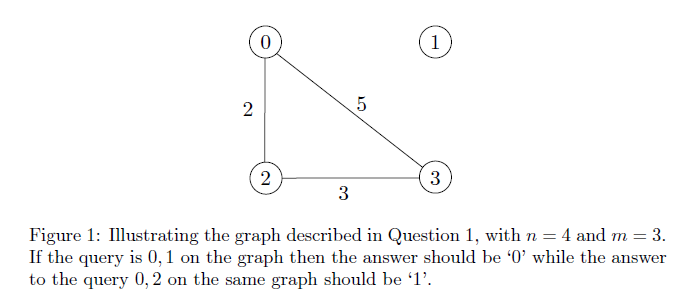 0
1
2
5
2
3
3
Figure 1: Illustrating the graph described in Question 1, with n = 4 and m = 3.
If the query is 0, 1 on the graph then the answer should be ‘0’ while the answer
to the query 0, 2 on the same graph should be ‘1’.